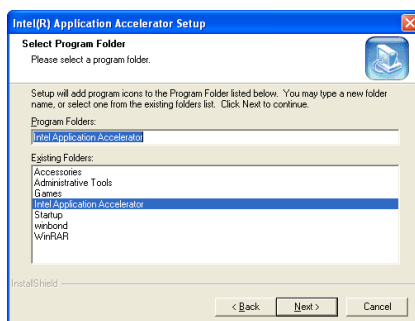 Intel(R) Application Accelerator Setup
Select Program Folder
Please select a program folder.
Setup will add program icons to the Program Folder listed below. You may type a new folder
name, or select one from the existing folders list. Click Next to continue.
Program Folders:
Intel Application Accelerator
Existing Folders:
Accessories
Administrative Tools
Games
Intel Application Accelerator
Startup
winbond
WinRAR
InstallShield
< Back
Next >
Cancel